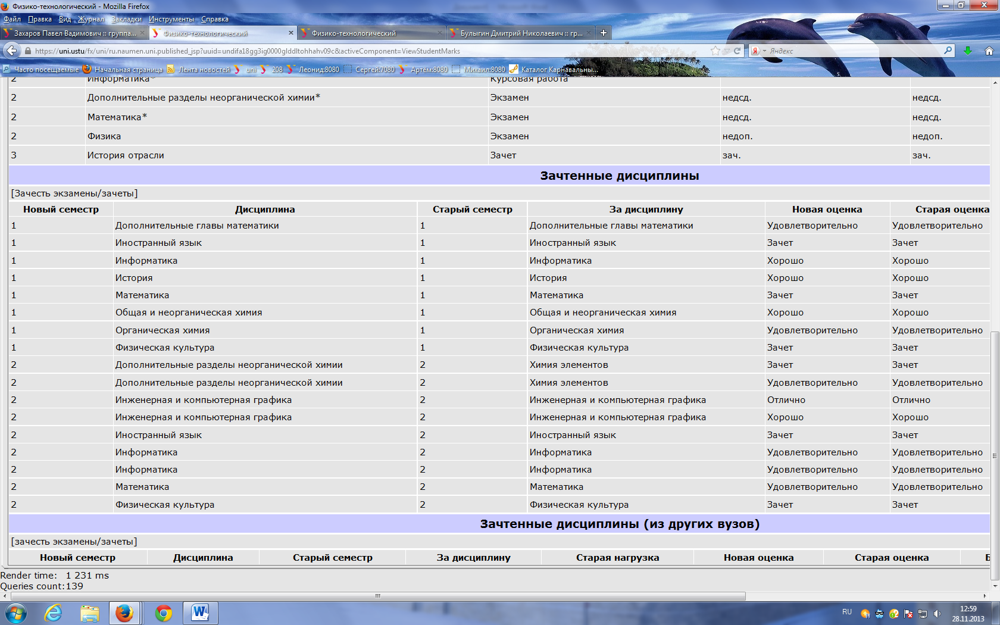 Физико-технологический - Mozilla Firefox
Файл Правка Вид Журнал Закладки Инструменты Справка
Захаров Павел Вадимович :: группа... Физико-технологический Физико-технологический Булыгин Дмитрий Николаевич :: гр...
https://uni.ustu/fx/uni/ru.naumen.uni.published_jsp?uuid=undifa18gg3ig0000glddltohhahv09c&activeComponent=ViewStudentMarks Яндекс
Часто посещаемые Начальная страница Лента новостей uni 208 Леонид:8080 Сергей:7080 Артем:8080 Михаил:8080 Каталог Карнавальны...
2 Информатика* Курсовая работа
2 Дополнительные разделы неорганической химии* Экзамен недсд. недсд.
2 Математика* Экзамен недсд. недсд.
2 Физика Экзамен недоп. недоп.
3 История отрасли Зачет зач. зач.
Зачтенные дисциплины
[Зачесть экзамены/зачеты]
Новый семестр Дисциплина Старый семестр За дисциплину Новая оценка Старая оценка
1 Дополнительные главы математики 1 Дополнительные главы математики Удовлетворительно Удовлетворительно
1 Иностранный язык 1 Иностранный язык Зачет Зачет
1 Информатика 1 Информатика Хорошо Хорошо
1 История 1 История Хорошо Хорошо
1 Математика 1 Математика Зачет Зачет
1 Общая и неорганическая химия 1 Общая и неорганическая химия Хорошо Хорошо
1 Органическая химия 1 Органическая химия Удовлетворительно Удовлетворительно
1 Физическая культура 1 Физическая культура Зачет Зачет
2 Дополнительные разделы неорганической химии 2 Химия элементов Зачет Зачет
2 Дополнительные разделы неорганической химии 2 Химия элементов Удовлетворительно Удовлетворительно
2 Инженерная и компьютерная графика 2 Инженерная и компьютерная графика Отлично Отлично
2 Инженерная и компьютерная графика 2 Инженерная и компьютерная графика Хорошо Хорошо
2 Иностранный язык 2 Иностранный язык Зачет Зачет
2 Информатика 2 Информатика Удовлетворительно Удовлетворительно
2 Информатика 2 Информатика Удовлетворительно Удовлетворительно
2 Математика 2 Математика Удовлетворительно Удовлетворительно
2 Физическая культура 2 Физическая культура Зачет Зачет
Зачтенные дисциплины (из других вузов)
[зачесть экзамены/зачеты]
Новый семестр Дисциплина Старый семестр За дисциплину Старая нагрузка Новая оценка Старая оценка
Render time: 1 231 ms
Queries count:139
RU 12:59
28.11.2013